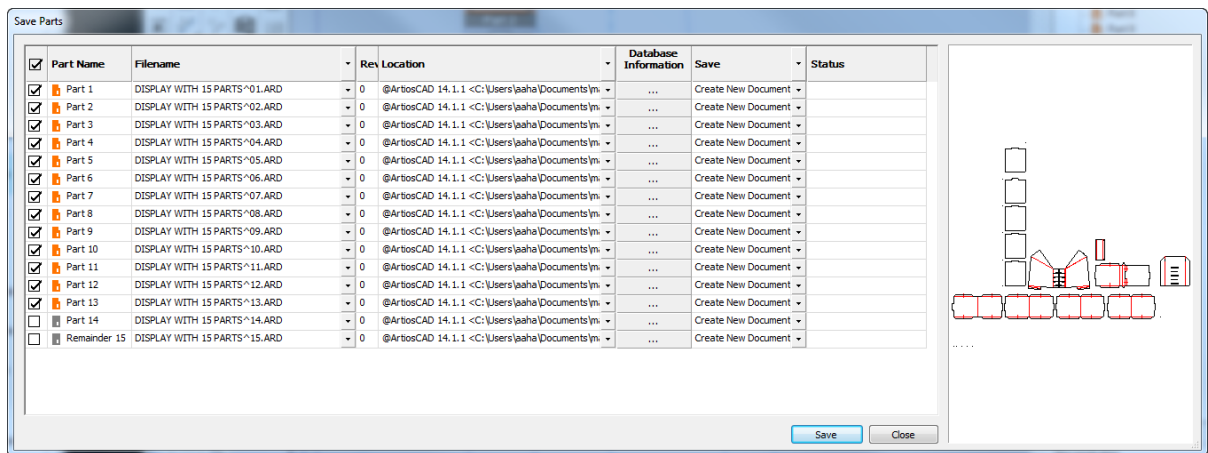 Save Parts
Database
Part Name Filename Rev Location Information Save Status
Part 1 DISPLAY WITH 15 PARTS^01.ARD 0 @ArtiosCAD 14.1.1 <C:\Users\aaha\Documents\m ... Create New Document
Part 2 DISPLAY WITH 15 PARTS^02.ARD 0 @ArtiosCAD 14.1.1 <C:\Users\aaha\Documents\m ... Create New Document
Part 3 DISPLAY WITH 15 PARTS^03.ARD 0 @ArtiosCAD 14.1.1 <C:\Users\aaha\Documents\m ... Create New Document
Part 4 DISPLAY WITH 15 PARTS^04.ARD 0 @ArtiosCAD 14.1.1 <C:\Users\aaha\Documents\m ... Create New Document
Part 5 DISPLAY WITH 15 PARTS^05.ARD 0 @ArtiosCAD 14.1.1 <C:\Users\aaha\Documents\m ... Create New Document
Part 6 DISPLAY WITH 15 PARTS^06.ARD 0 @ArtiosCAD 14.1.1 <C:\Users\aaha\Documents\m ... Create New Document
Part 7 DISPLAY WITH 15 PARTS^07.ARD 0 @ArtiosCAD 14.1.1 <C:\Users\aaha\Documents\m ... Create New Document
Part 8 DISPLAY WITH 15 PARTS^08.ARD 0 @ArtiosCAD 14.1.1 <C:\Users\aaha\Documents\m ... Create New Document
Part 9 DISPLAY WITH 15 PARTS^09.ARD 0 @ArtiosCAD 14.1.1 <C:\Users\aaha\Documents\m ... Create New Document
Part 10 DISPLAY WITH 15 PARTS^10.ARD 0 @ArtiosCAD 14.1.1 <C:\Users\aaha\Documents\m ... Create New Document
Part 11 DISPLAY WITH 15 PARTS^11.ARD 0 @ArtiosCAD 14.1.1 <C:\Users\aaha\Documents\m ... Create New Document
Part 12 DISPLAY WITH 15 PARTS^12.ARD 0 @ArtiosCAD 14.1.1 <C:\Users\aaha\Documents\m ... Create New Document
Part 13 DISPLAY WITH 15 PARTS^13.ARD 0 @ArtiosCAD 14.1.1 <C:\Users\aaha\Documents\m ... Create New Document
Part 14 DISPLAY WITH 15 PARTS^14.ARD 0 @ArtiosCAD 14.1.1 <C:\Users\aaha\Documents\m ... Create New Document
Remainder 15 DISPLAY WITH 15 PARTS^15.ARD 0 @ArtiosCAD 14.1.1 <C:\Users\aaha\Documents\m ... Create New Document
Save Close